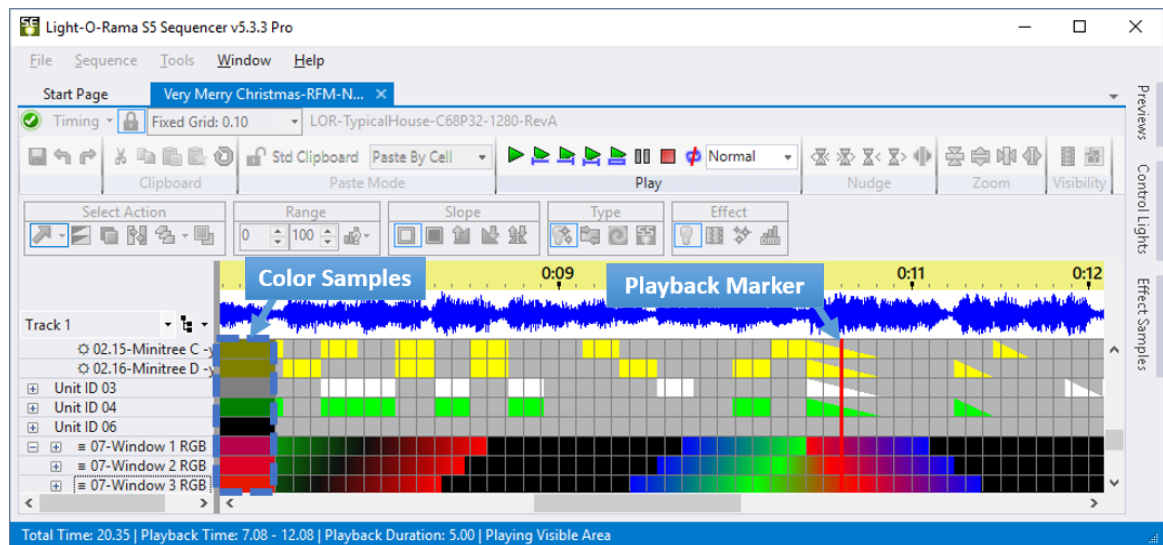 Light-O-Rama S5 Sequencer v5.3.3 Pro
File Sequence Tools Window Help
Start Page Very Merry Christmas-RFM-N...
Timing Fixed Grid: 0.10 LOR-TypicalHouse-C68P32-1280-RevA
Std Clipboard Paste By Cell Normal
Clipboard Paste Mode Play Nudge Zoom Visibility
Select Action Range Slope Type Effect
0 100
Color Samples 0:09 Playback Marker 0:11 0:12
Track 1
02.15-Minitree C -y
02.16-Minitree D -y
Unit ID 03
Unit ID 04
Unit ID 06
07-Window 1 RGB
07-Window 2 RGB
07-Window 3 RGB
Total Time: 20.35 | Playback Time: 7.08 - 12.08 | Playback Duration: 5.00 | Playing Visible Area
Previews
Control Lights
Effect Samples